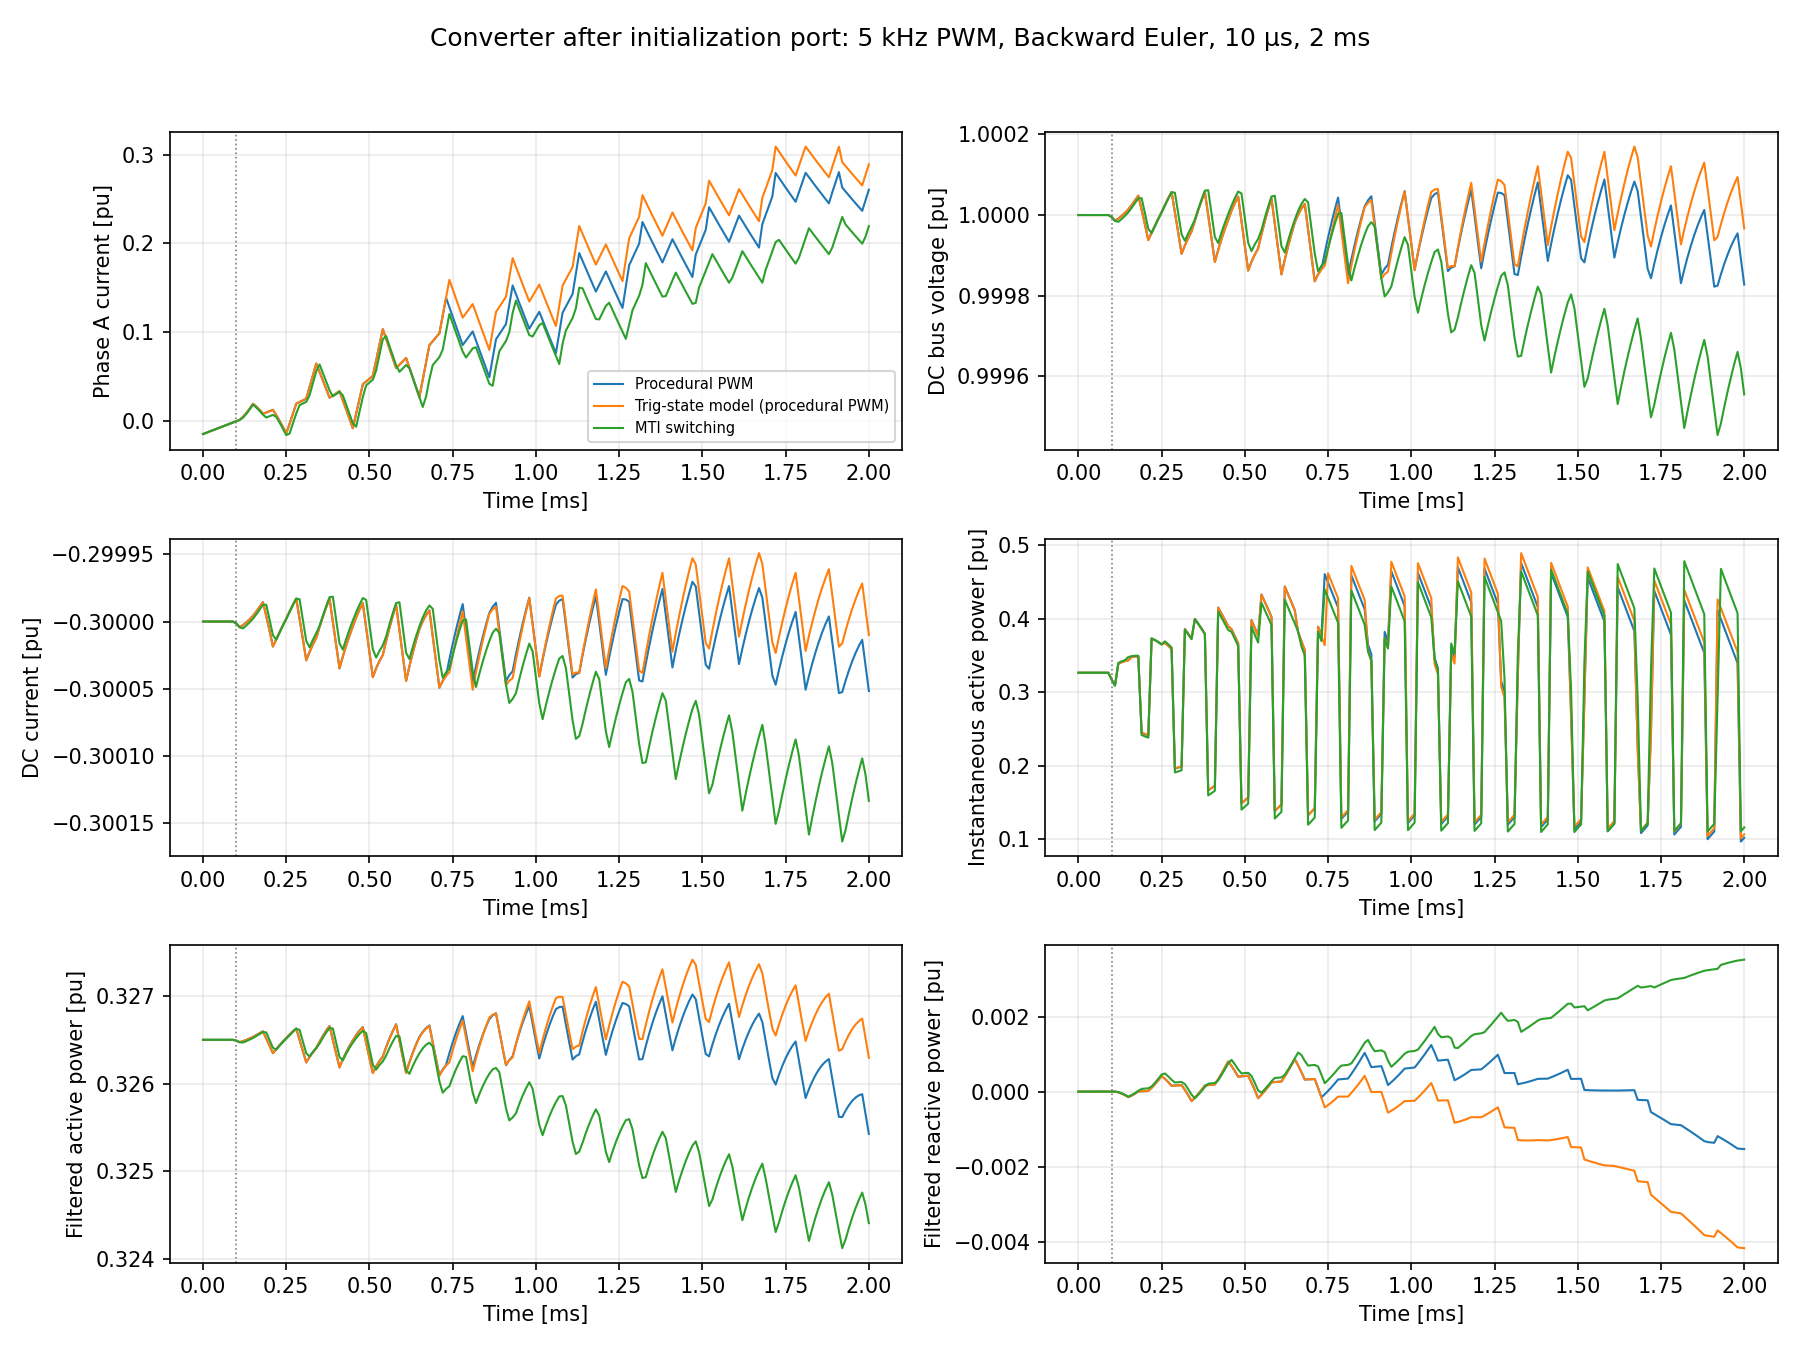 Converter after initialization port: 5 kHz PWM, Backward Euler, 10 µs, 2 ms
Phase A current [pu]
0.3
0.2
0.1
0.0
Procedural PWM
Trig-state model (procedural PWM)
MTI switching
0.00 0.25 0.50 0.75 1.00 1.25 1.50 1.75 2.00
Time [ms]
DC bus voltage [pu]
1.0002
1.0000
0.9998
0.9996
0.00 0.25 0.50 0.75 1.00 1.25 1.50 1.75 2.00
Time [ms]
DC current [pu]
−0.29995
−0.30000
−0.30005
−0.30010
−0.30015
0.00 0.25 0.50 0.75 1.00 1.25 1.50 1.75 2.00
Time [ms]
Instantaneous active power [pu]
0.5
0.4
0.3
0.2
0.1
0.00 0.25 0.50 0.75 1.00 1.25 1.50 1.75 2.00
Time [ms]
Filtered active power [pu]
0.327
0.326
0.325
0.324
0.00 0.25 0.50 0.75 1.00 1.25 1.50 1.75 2.00
Time [ms]
Filtered reactive power [pu]
0.002
0.000
−0.002
−0.004
0.00 0.25 0.50 0.75 1.00 1.25 1.50 1.75 2.00
Time [ms]